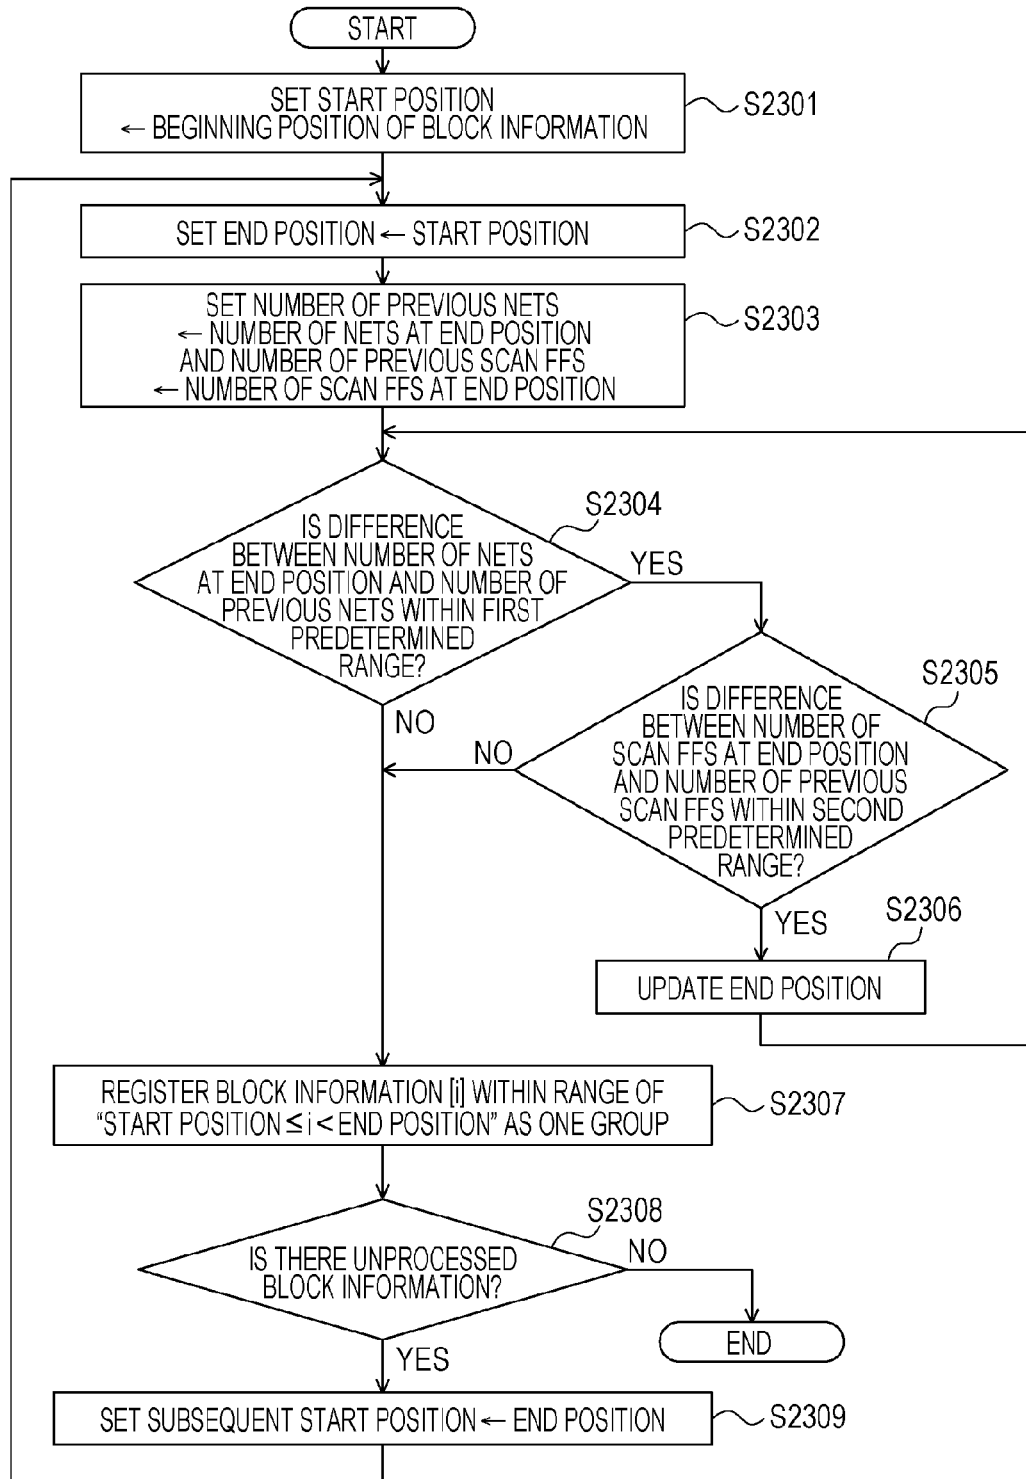 START
SET START POSITION
← BEGINNING POSITION OF BLOCK INFORMATION
S2301
SET END POSITION ← START POSITION
S2302
SET NUMBER OF PREVIOUS NETS
← NUMBER OF NETS AT END POSITION
AND NUMBER OF PREVIOUS SCAN FFS
← NUMBER OF SCAN FFS AT END POSITION
S2303
S2304
IS DIFFERENCE
BETWEEN NUMBER OF NETS
AT END POSITION AND NUMBER OF
PREVIOUS NETS WITHIN FIRST
PREDETERMINED
RANGE?
YES
NO
S2305
IS DIFFERENCE
BETWEEN NUMBER OF
SCAN FFS AT END POSITION
AND NUMBER OF PREVIOUS
SCAN FFS WITHIN SECOND
PREDETERMINED
RANGE?
NO
YES
S2306
UPDATE END POSITION
REGISTER BLOCK INFORMATION [i] WITHIN RANGE OF
“START POSITION ≤ i < END POSITION” AS ONE GROUP
S2307
S2308
IS THERE UNPROCESSED
BLOCK INFORMATION?
NO
END
YES
SET SUBSEQUENT START POSITION ← END POSITION
S2309